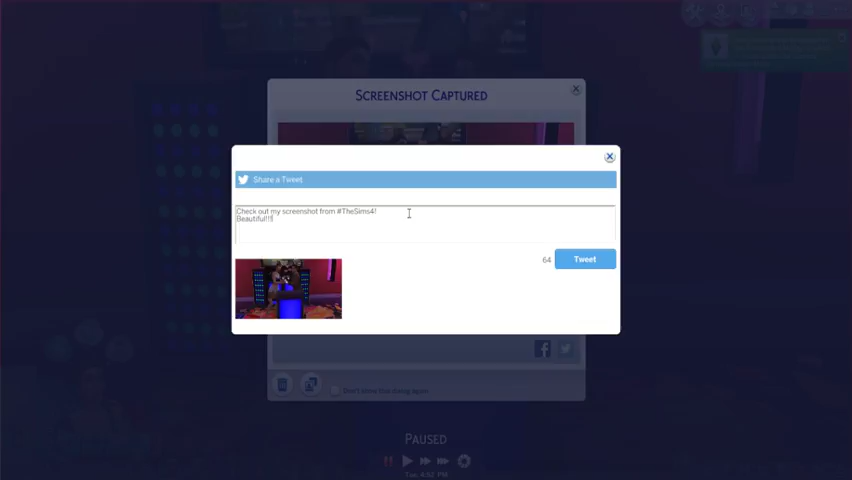 SCREENSHOT CAPTURED
Share a Tweet
Check out my screenshot from #TheSims4!
Beautiful!!!
64
Tweet
Don't show this dialog again
PAUSED
Tue. 4:52 PM